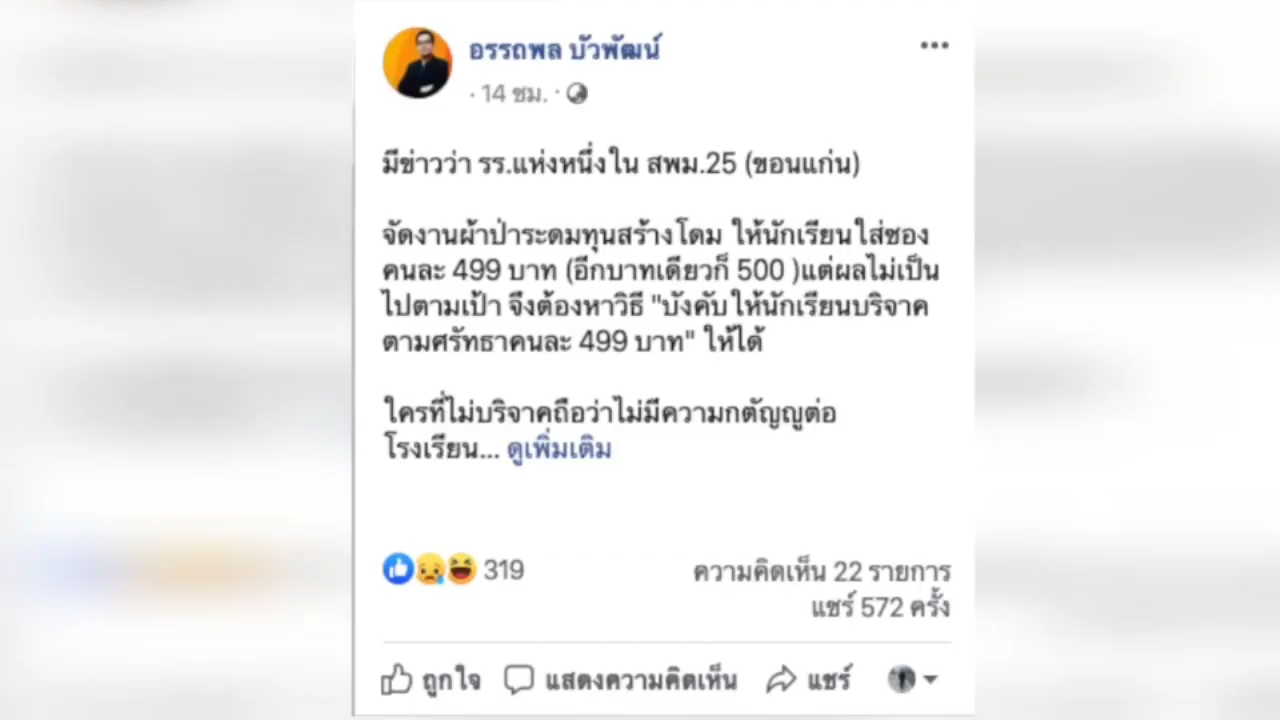 อรรถพล บัวพัฒน์
· 14 ชม. ·
มีข่าวว่า รร.แห่งหนึ่งใน สพม.25 (ขอนแก่น)
จัดงานผ้าป่าระดมทุนสร้างโดม ให้นักเรียนใส่ซอง
คนละ 499 บาท (อีกบาทเดียวก็ 500 )แต่ผลไม่เป็น
ไปตามเป้า จึงต้องหาวิธี "บังคับให้นักเรียนบริจาค
ตามศรัทธาคนละ 499 บาท" ให้ได้
ใครที่ไม่บริจาคถือว่าไม่มีความกตัญญูต่อ
โรงเรียน... ดูเพิ่มเติม
319
ความคิดเห็น 22 รายการ
แชร์ 572 ครั้ง
ถูกใจ แสดงความคิดเห็น แชร์